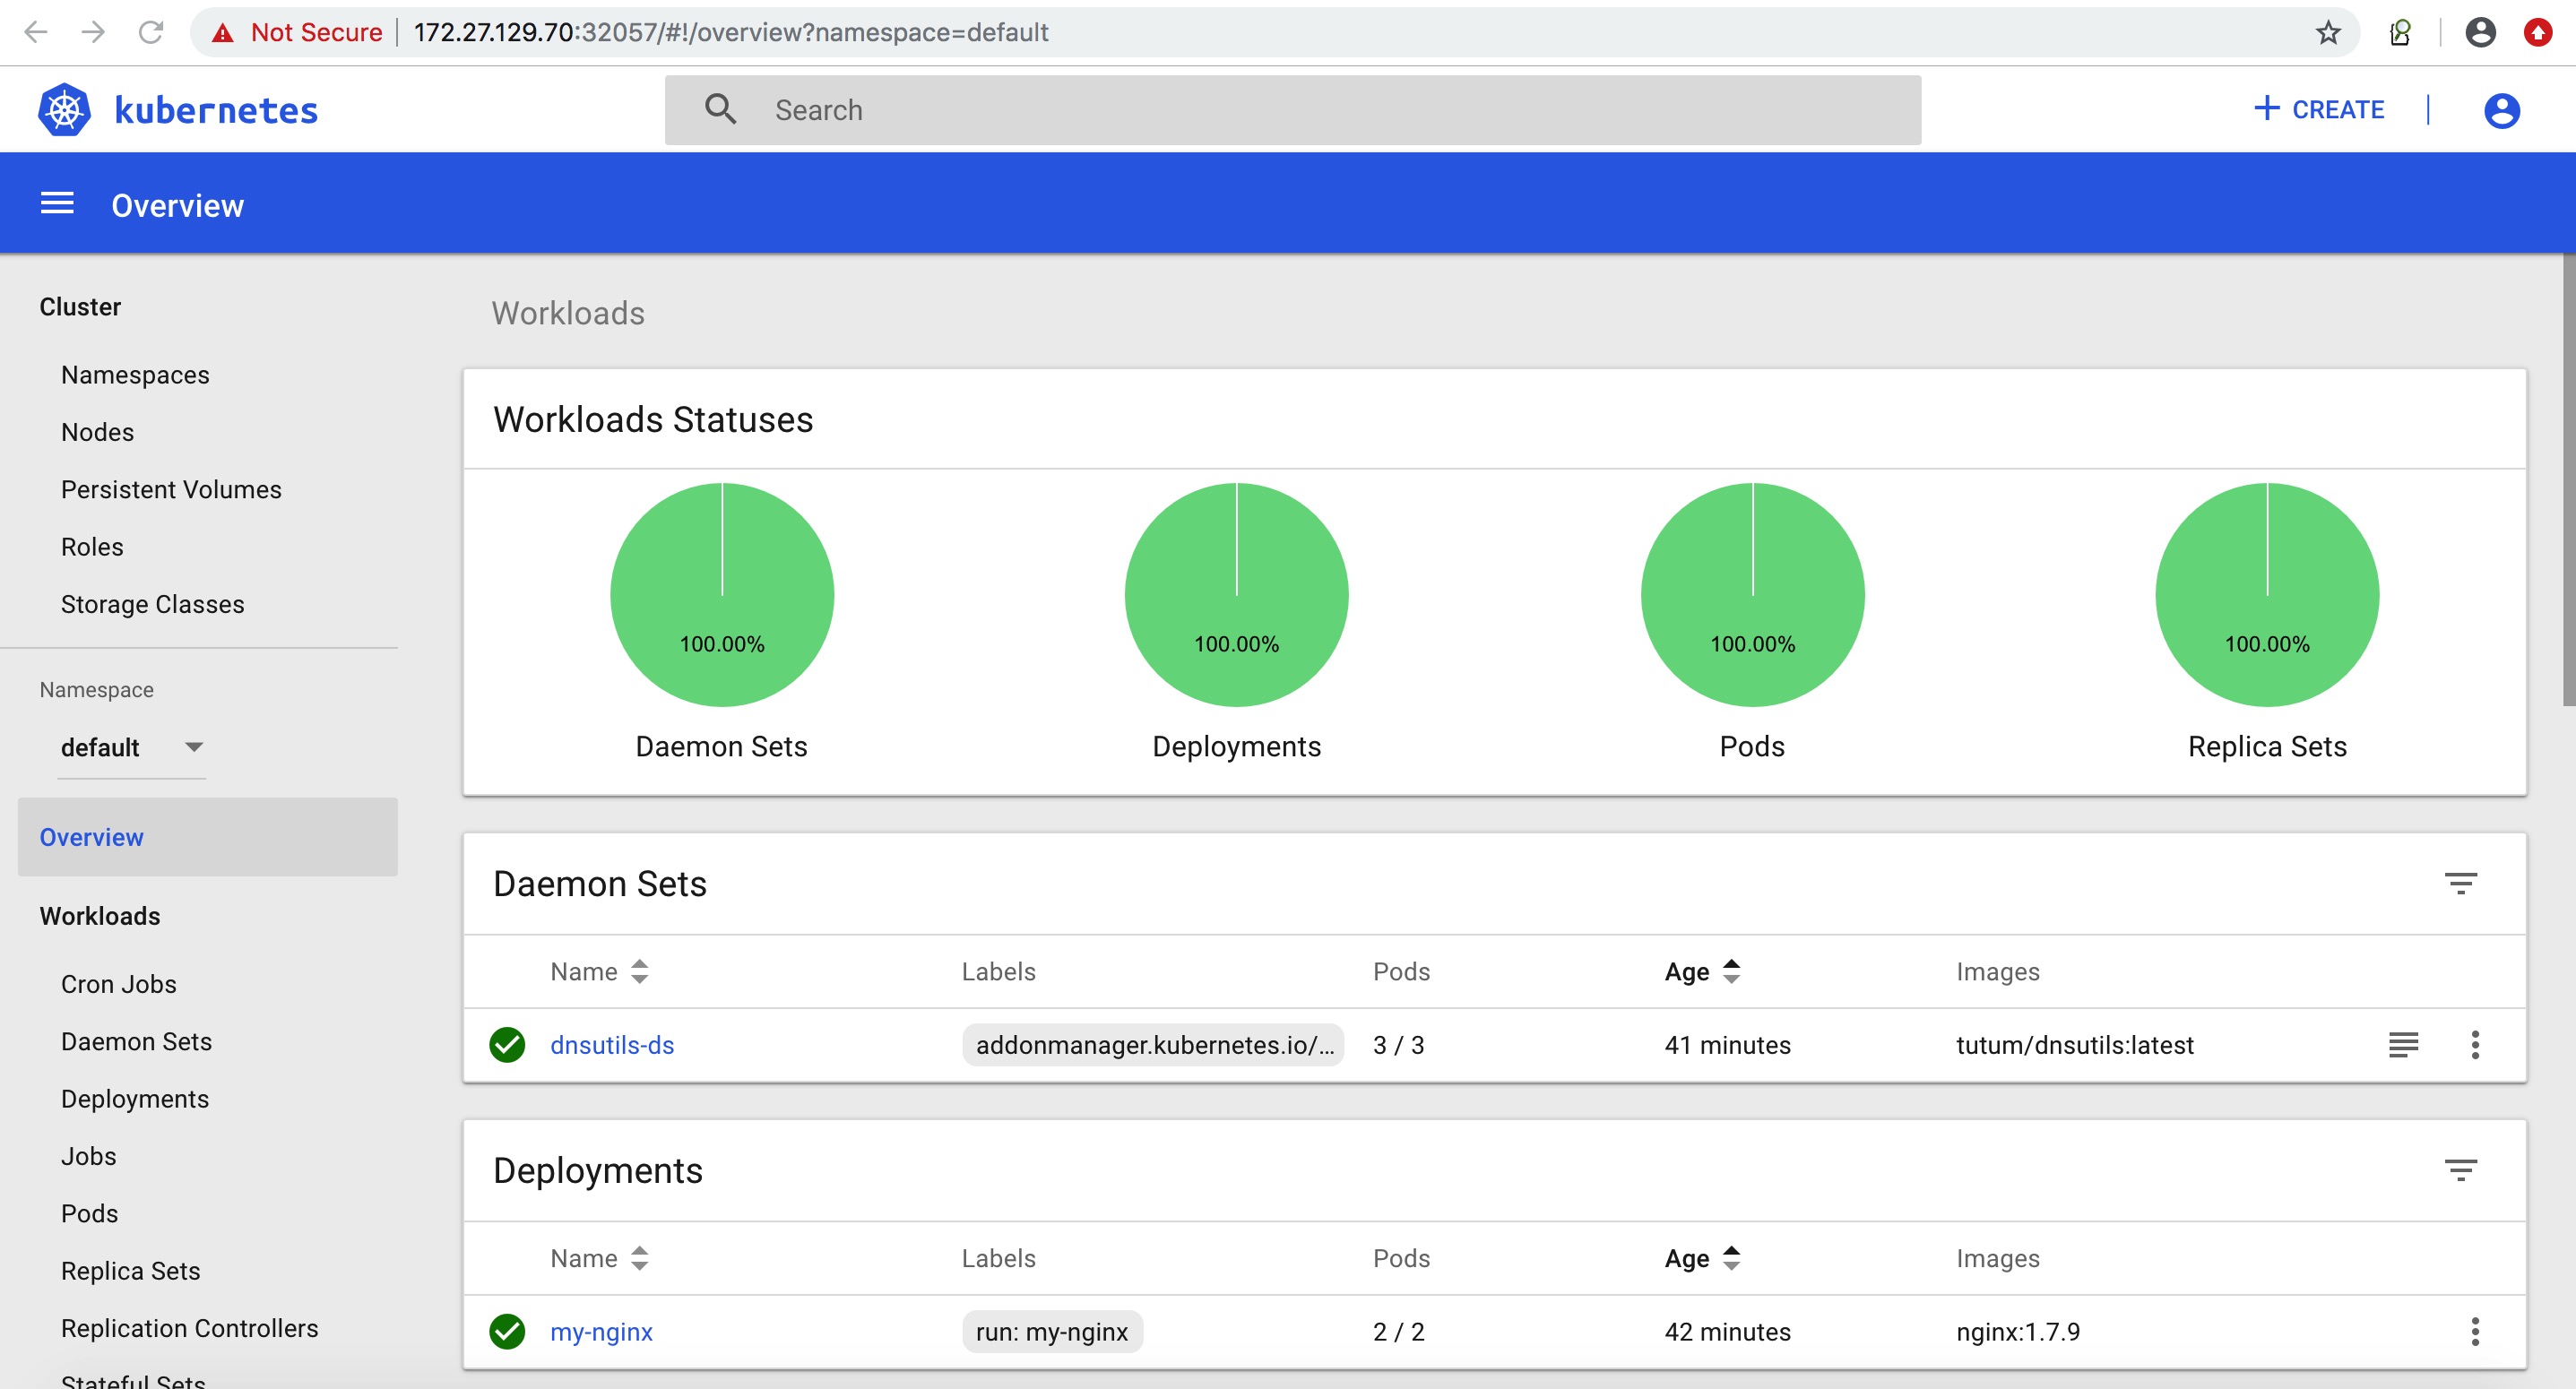 Not Secure | 172.27.129.70:32057/#!/overview?namespace=default
kubernetes
Search
+ CREATE |
Overview
Cluster
Namespaces
Nodes
Persistent Volumes
Roles
Storage Classes
Namespace
default
Overview
Workloads
Cron Jobs
Daemon Sets
Deployments
Jobs
Pods
Replica Sets
Replication Controllers
Stateful Sets
Workloads
Workloads Statuses
100.00% 100.00% 100.00% 100.00%
Daemon Sets Deployments Pods Replica Sets
Daemon Sets
Name Labels Pods Age Images
dnsutils-ds addonmanager.kubernetes.io/... 3 / 3 41 minutes tutum/dnsutils:latest
Deployments
Name Labels Pods Age Images
my-nginx run: my-nginx 2 / 2 42 minutes nginx:1.7.9